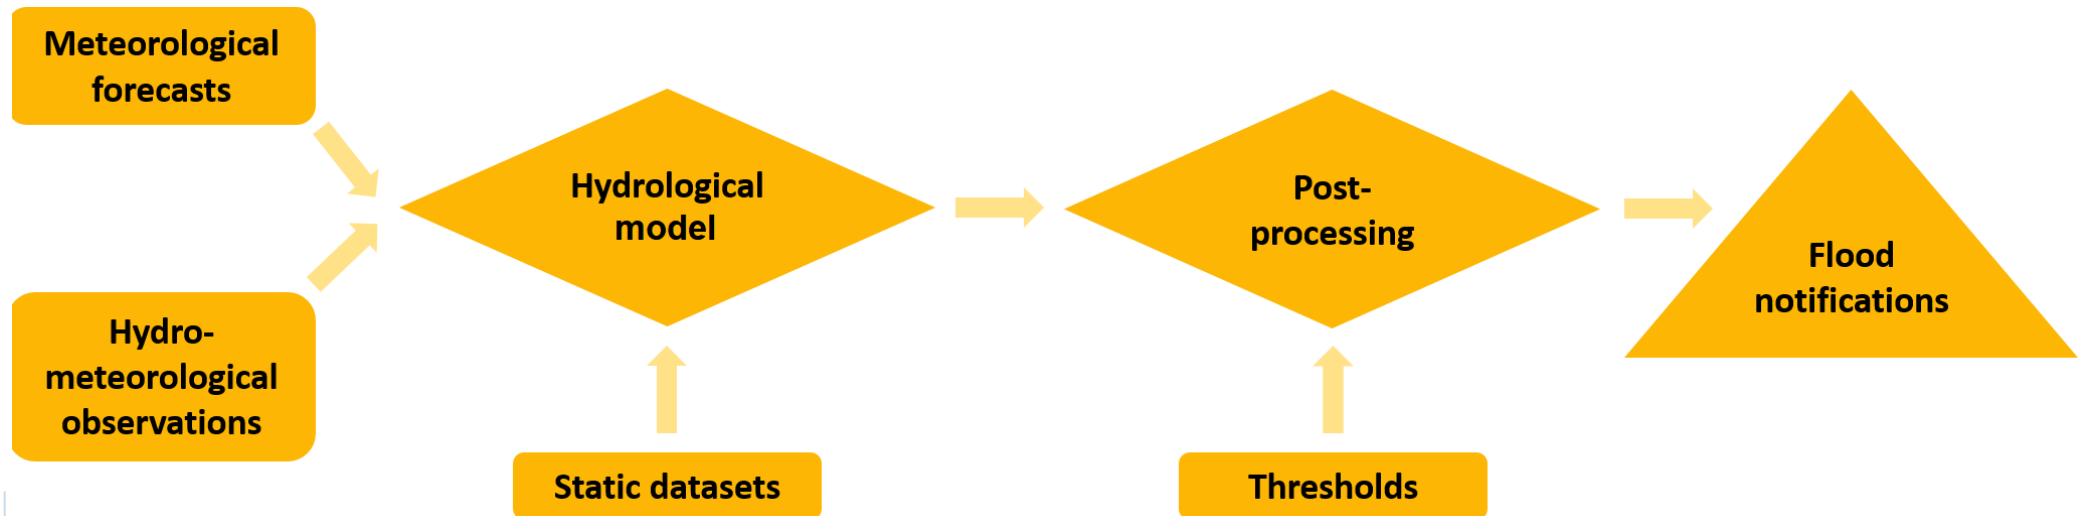 Meteorological
forecasts
Hydro-
meteorological
observations
Hydrological
model
Static datasets
Post-
processing
Thresholds
Flood
notifications